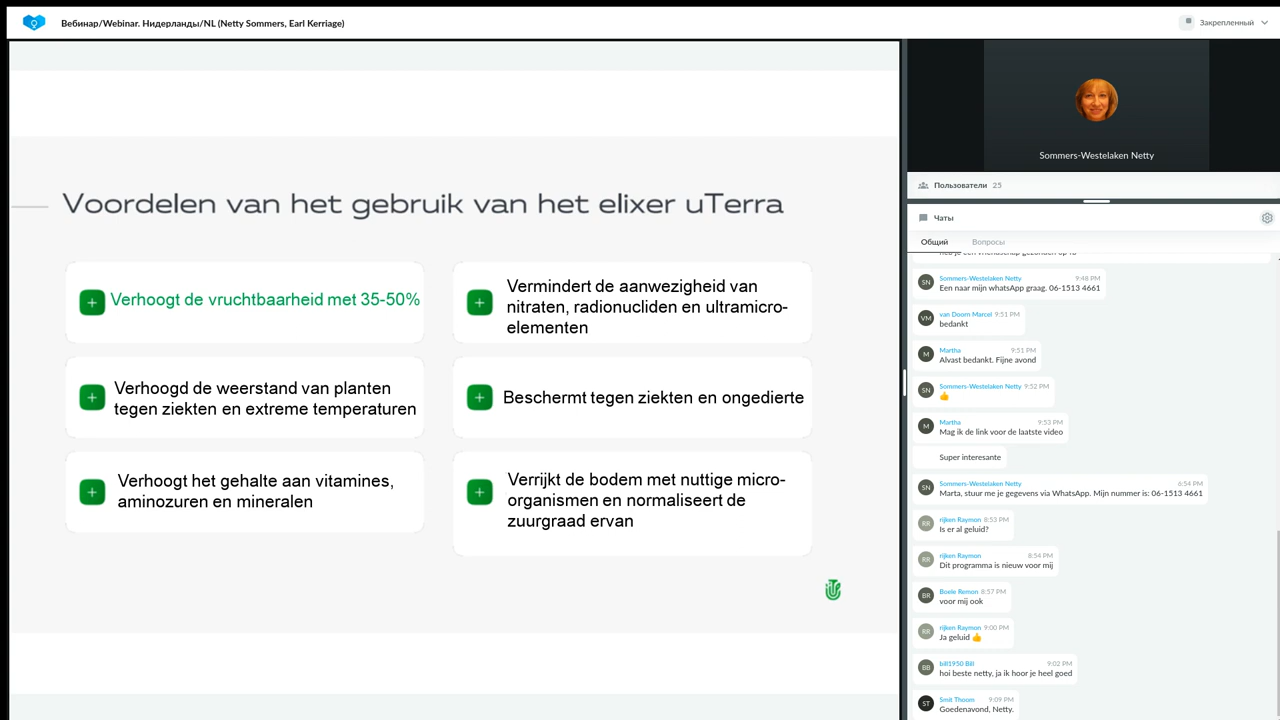 Вебинар/Webinar. Нидерланды/NL (Netty Sommers, Earl Kerriage)
Закрепленный
Voordelen van het gebruik van het elixer uTerra
Verhoogt de vruchtbaarheid met 35-50%
Vermindert de aanwezigheid van
nitraten, radionucliden en ultramicro-
elementen
Verhoogd de weerstand van planten
tegen ziekten en extreme temperaturen
Beschermt tegen ziekten en ongedierte
Verhoogt het gehalte aan vitamines,
aminozuren en mineralen
Verrijkt de bodem met nuttige micro-
organismen en normaliseert de
zuurgraad ervan
Sommers-Westelaken Netty
Пользователи 25
Чаты
Общий Вопросы
SN
Sommers-Westelaken Netty 9:48 PM
Een naar mijn whatsApp graag. 06-1513 4661
VM
van Doorn Marcel 9:51 PM
bedankt
M
Martha 9:51 PM
Alvast bedankt. Fijne avond
SN
Sommers-Westelaken Netty 9:52 PM
👍
M
Martha 9:53 PM
Mag ik de link voor de laatste video
Super interesante
SN
Sommers-Westelaken Netty 6:54 PM
Marta, stuur me je gegevens via WhatsApp. Mijn nummer is: 06-1513 4661
RR
rijken Raymon 8:53 PM
Is er al geluid?
RR
rijken Raymon 8:54 PM
Dit programma is nieuw voor mij
BR
Boele Remon 8:57 PM
voor mij ook
RR
rijken Raymon 9:00 PM
Ja geluid 👍
BB
bill1950 Bill 9:02 PM
hoi beste netty, ja ik hoor je heel goed
ST
Smit Thoom 9:09 PM
Goedenavond, Netty.